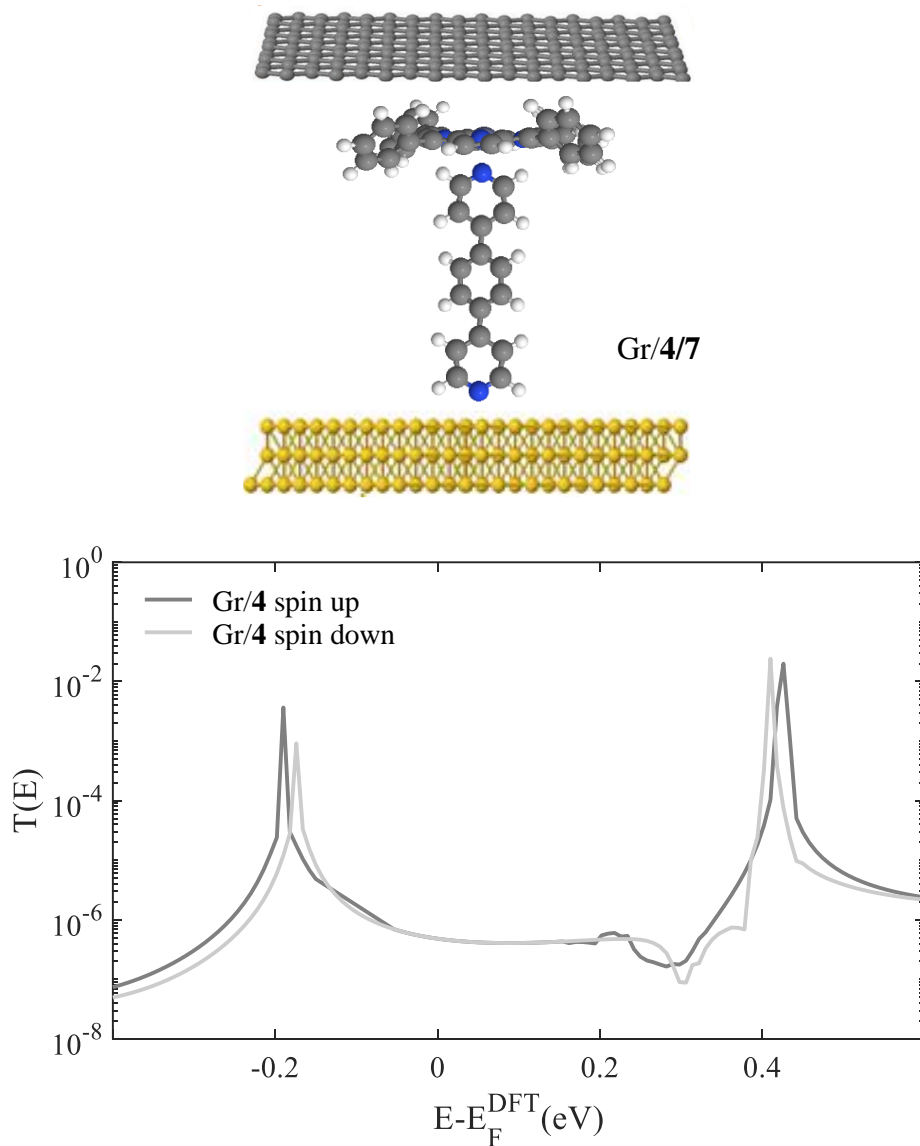 Gr/4/7
10^0
Gr/4 spin up
Gr/4 spin down
10^-2
10^-4
10^-6
10^-8
T(E)
-0.2 0 0.2 0.4
E-E_F^DFT(eV)